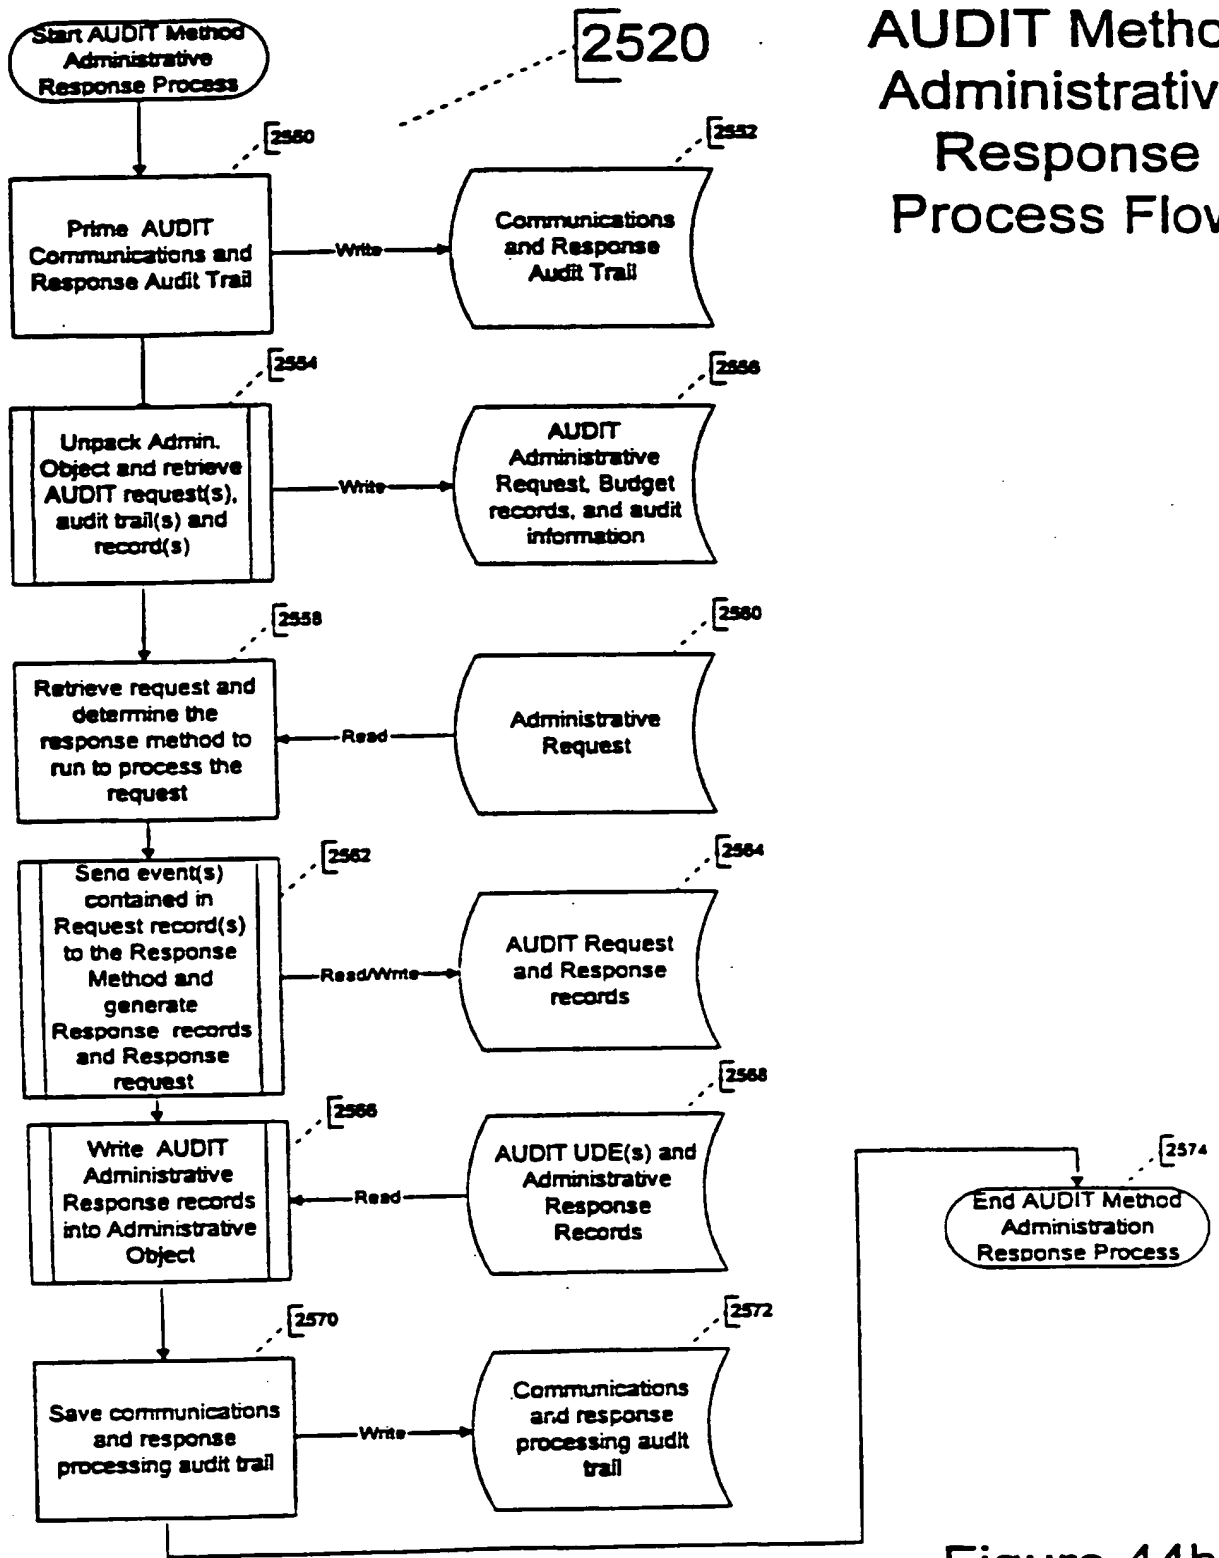 Start AUDIT Method
Administrative
Response Process
2520
AUDIT Metho
Administrativ
Response
Process Flow
2550
Prime AUDIT
Communications and
Response Audit Trail
Write
2552
Communications
and Response
Audit Trail
2554
Unpack Admin.
Object and retrieve
AUDIT request(s),
audit trail(s) and
record(s)
Write
2556
AUDIT
Administrative
Request, Budget
records, and audit
information
2558
Retrieve request and
determine the
response method to
run to process the
request
Read
2560
Administrative
Request
2562
Send event(s)
contained in
Request record(s)
to the Response
Method and
generate
Response records
and Response
request
Read/Write
2564
AUDIT Request
and Response
records
2566
Write AUDIT
Administrative
Response records
into Administrative
Object
Read
2568
AUDIT UDE(s) and
Administrative
Response
Records
2570
Save communications
and response
processing audit trail
Write
2572
Communications
and response
processing audit
trail
2574
End AUDIT Method
Administration
Response Process
Figure 44b